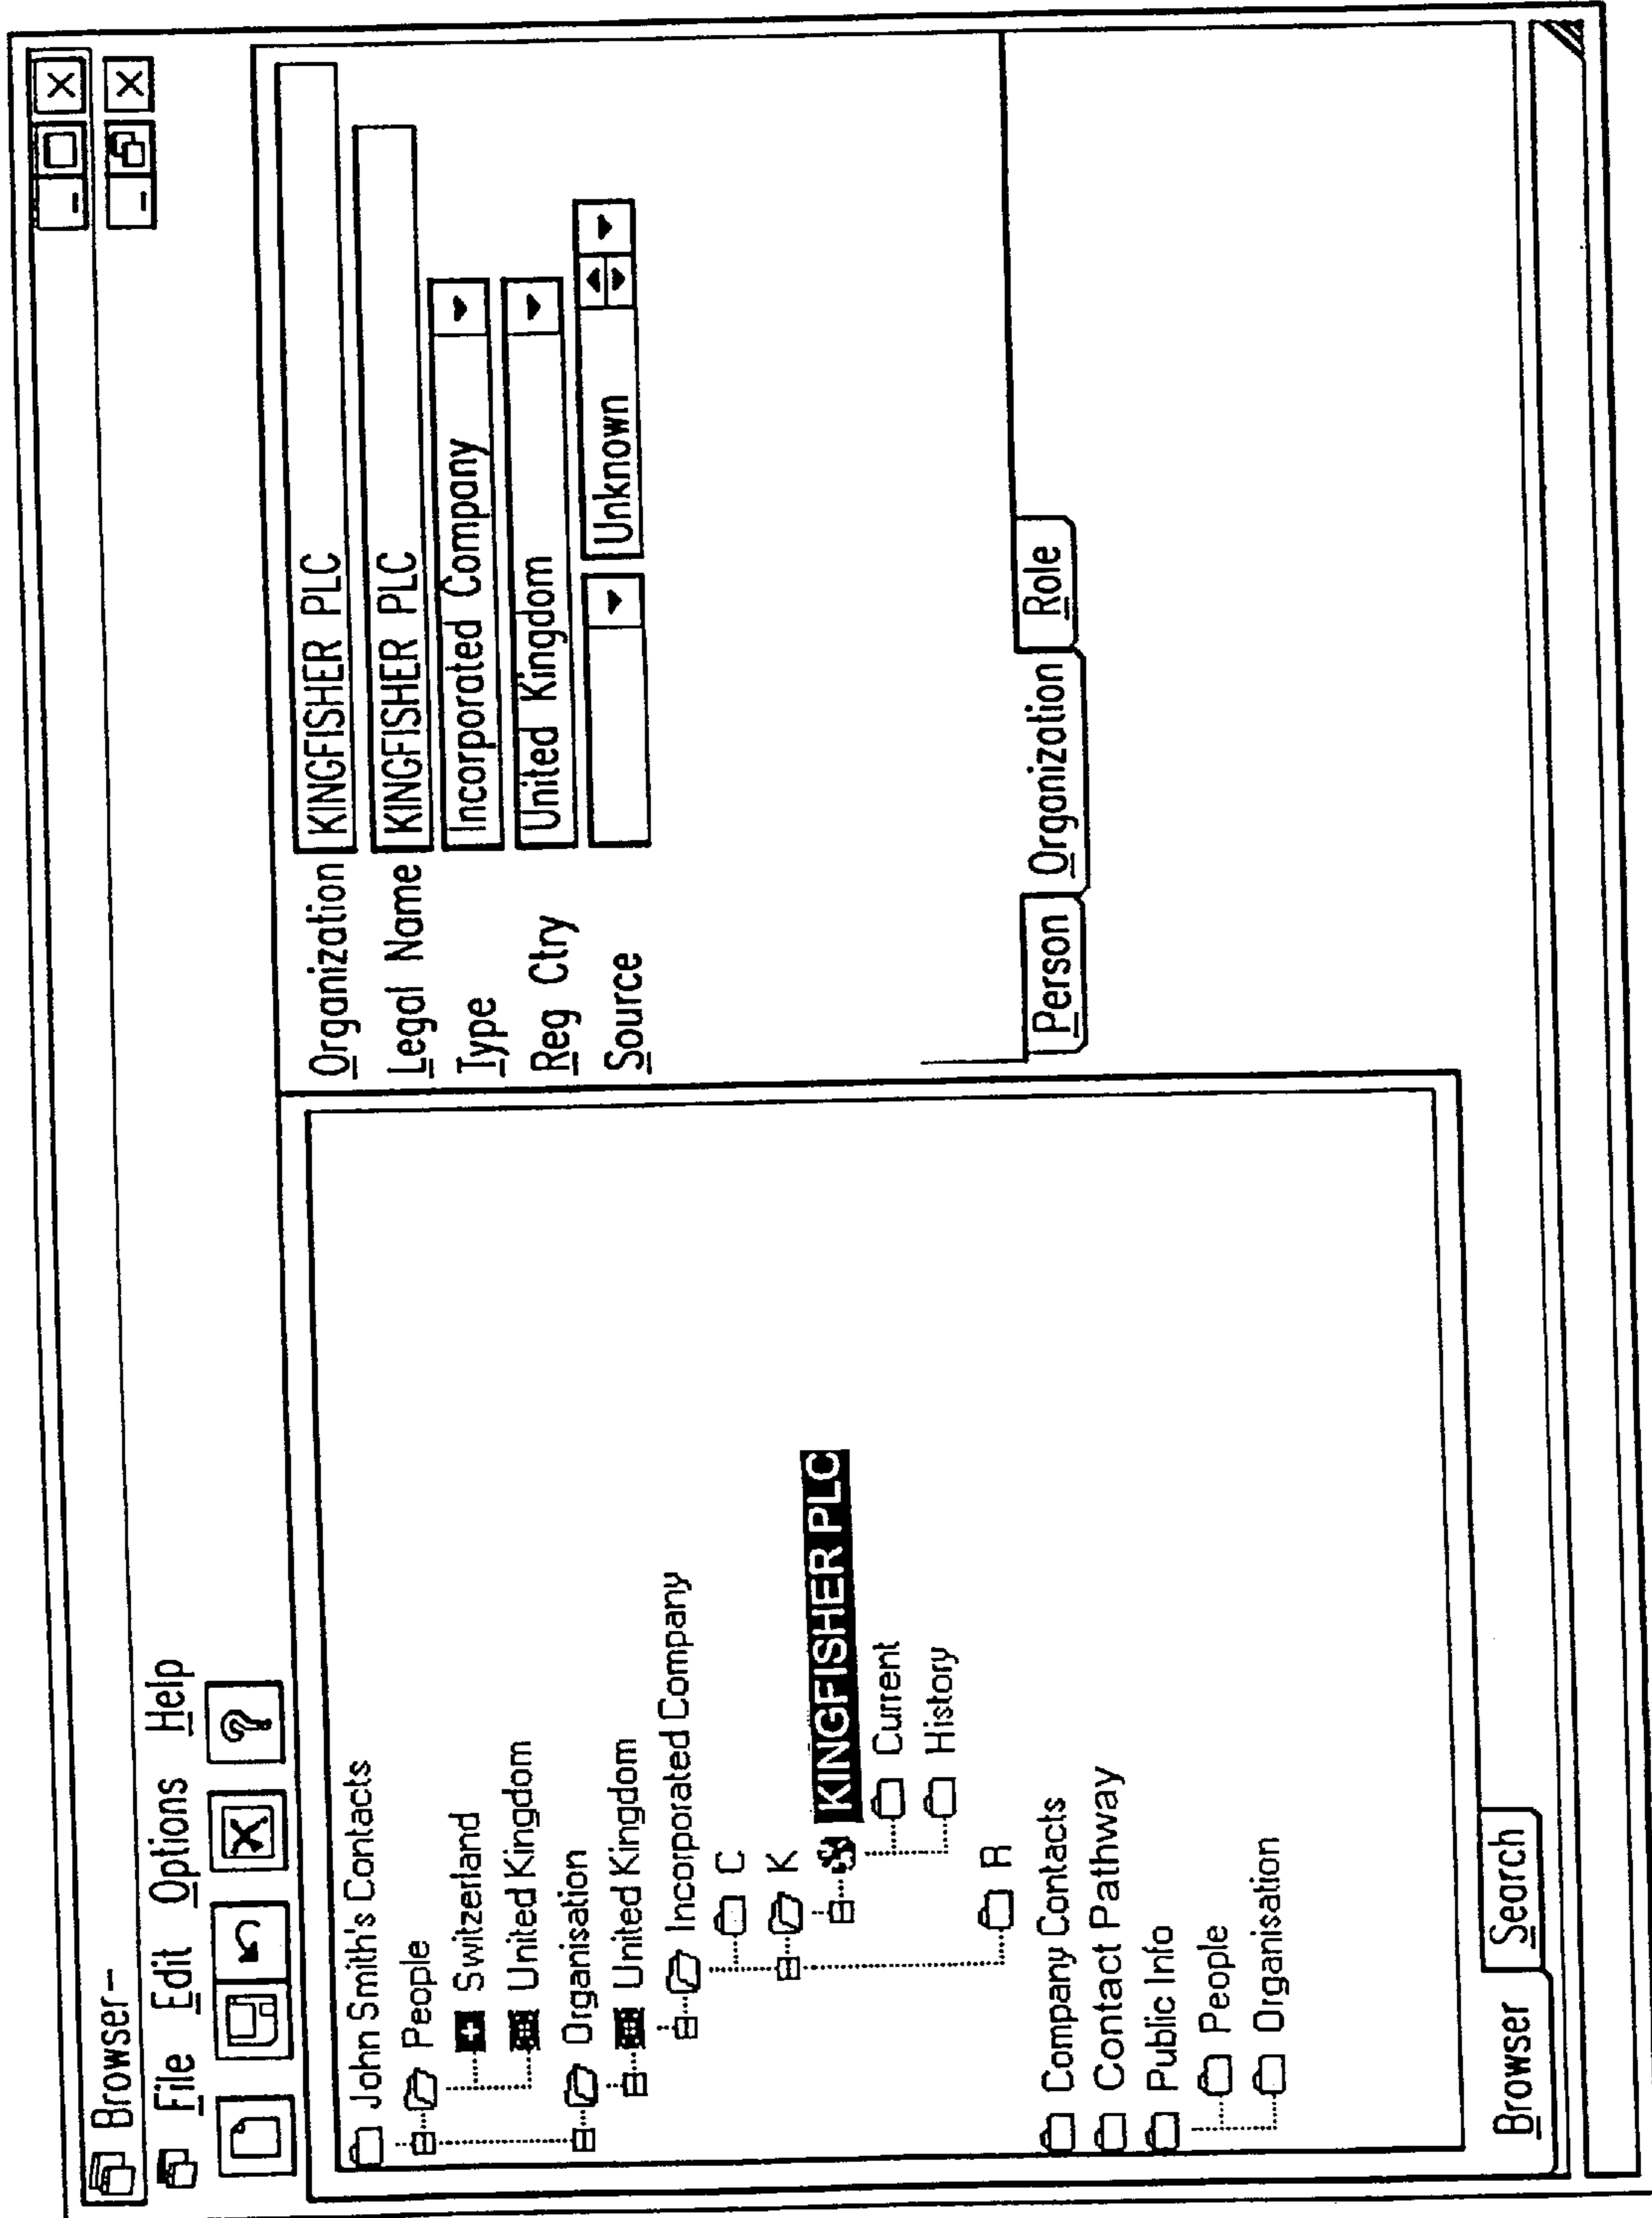 Browser--
File Edit Options Help
John Smith's Contacts
People
Switzerland
United Kingdom
Organisation
United Kingdom
Incorporated Company
C
K
KINGFISHER PLC
Current
History
R
Company Contacts
Contact Pathway
Public Info
People
Organisation
Browser Search
Organization KINGFISHER PLC
Legal Name KINGFISHER PLC
Type Incorporated Company
Reg Ctry United Kingdom
Source Unknown
Person Organization Role